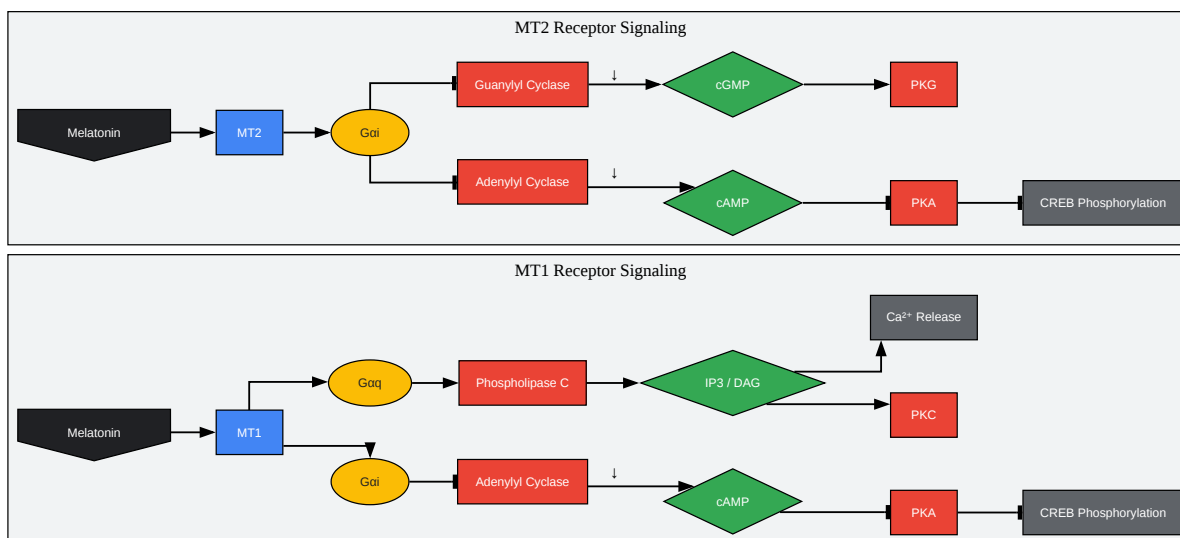 MT2 Receptor Signaling
Melatonin
MT2
Gαi
Guanylyl Cyclase
↓
cGMP
PKG
Adenylyl Cyclase
↓
cAMP
PKA
CREB Phosphorylation
MT1 Receptor Signaling
Melatonin
MT1
Gαq
Phospholipase C
IP3 / DAG
Ca²⁺ Release
PKC
Gαi
Adenylyl Cyclase
↓
cAMP
PKA
CREB Phosphorylation